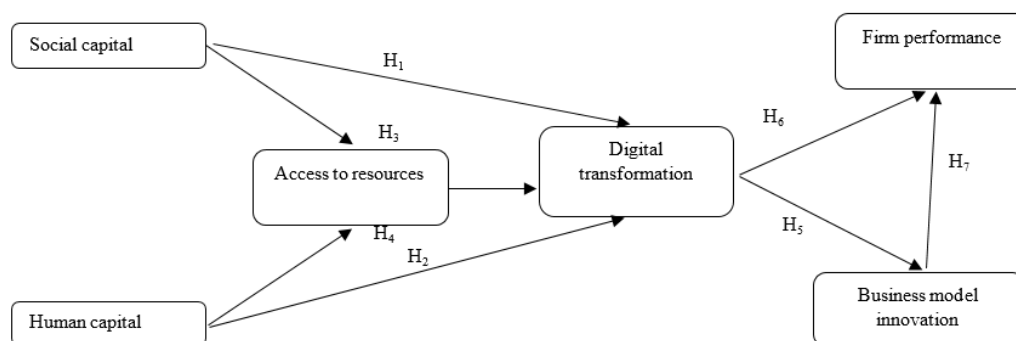 Social capital
Firm performance
H₁
H₃
H₆
Digital
transformation
Access to resources
H₇
H₄
H₂
H₅
Human capital
Business model
innovation